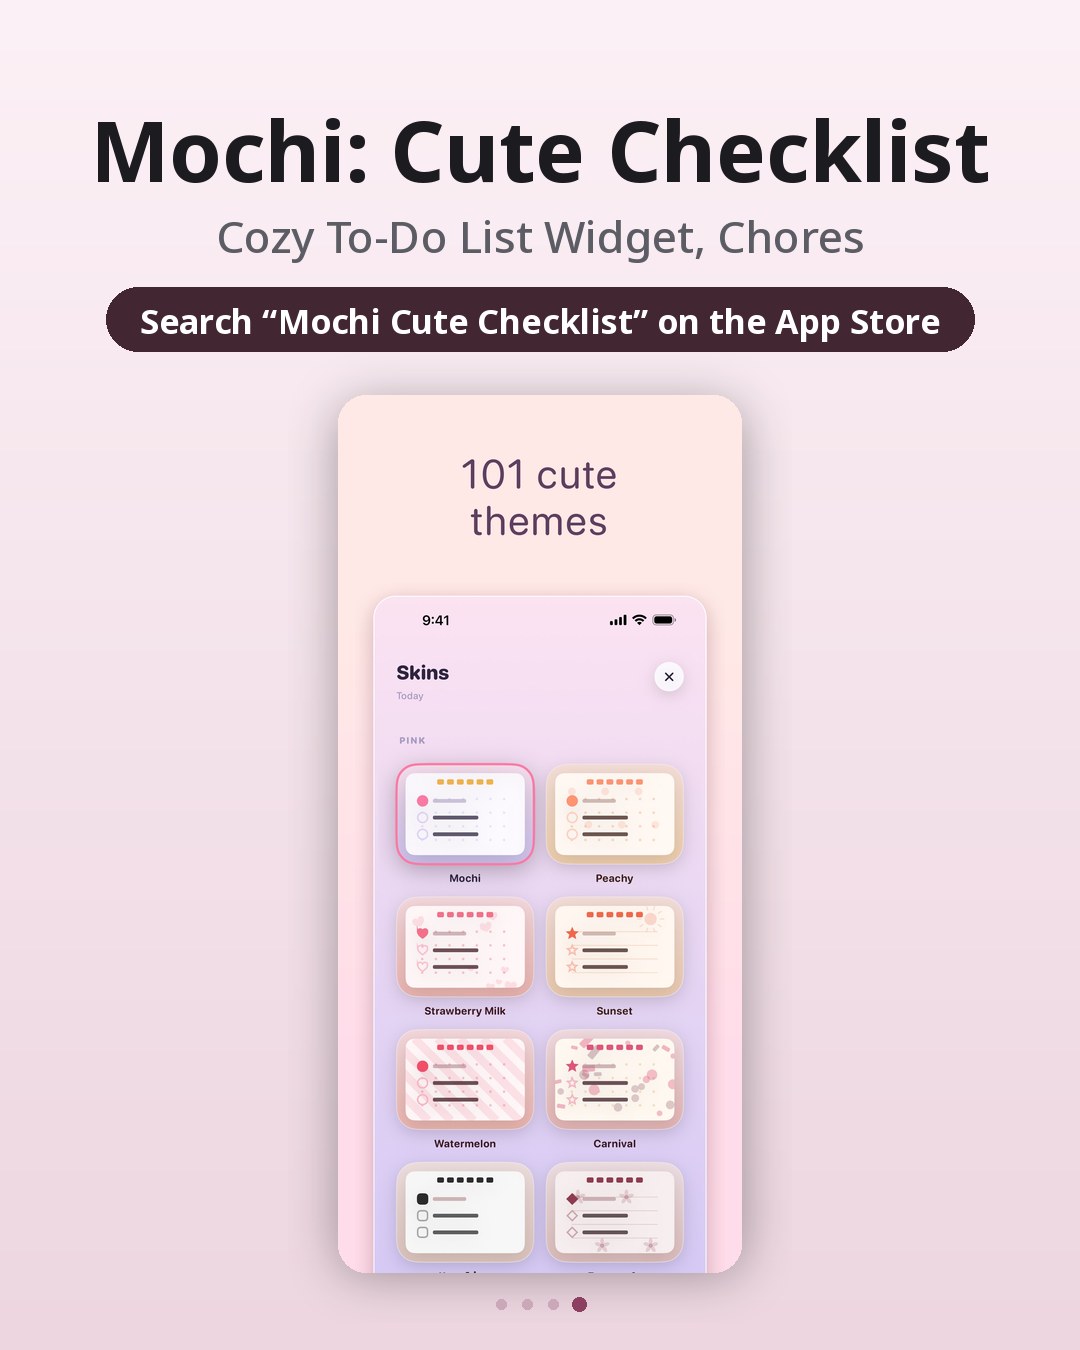 Mochi: Cute Checklist
Cozy To-Do List Widget, Chores
Search “Mochi Cute Checklist” on the App Store
101 cute
themes
9:41
Skins
Today
PINK
Mochi
Peachy
Strawberry Milk
Sunset
Watermelon
Carnival